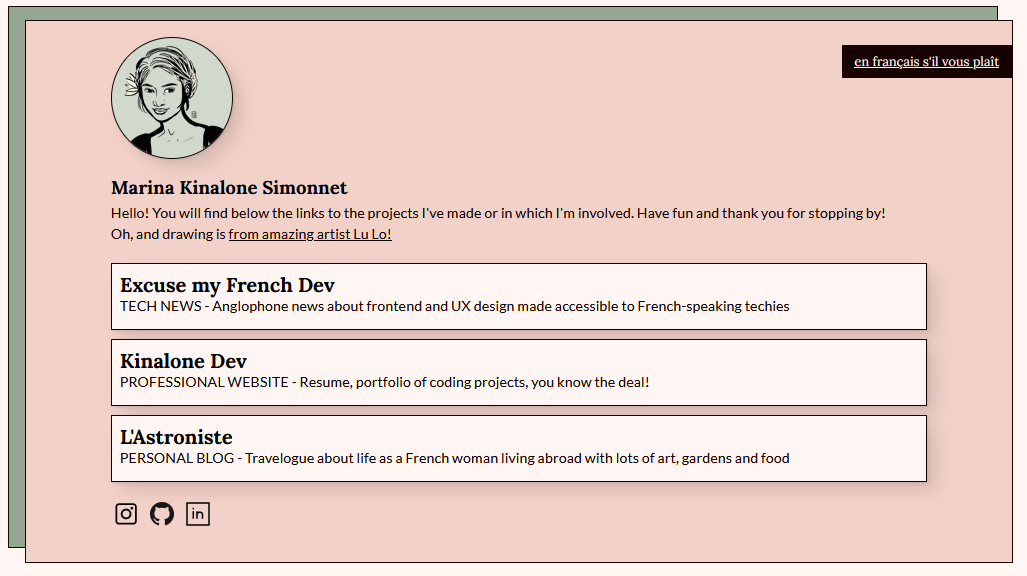 en français s'il vous plaît
Marina Kinalone Simonnet
Hello! You will find below the links to the projects I've made or in which I'm involved. Have fun and thank you for stopping by!
Oh, and drawing is from amazing artist Lu Lo!
Excuse my French Dev
TECH NEWS - Anglophone news about frontend and UX design made accessible to French-speaking techies
Kinalone Dev
PROFESSIONAL WEBSITE - Resume, portfolio of coding projects, you know the deal!
L'Astroniste
PERSONAL BLOG - Travelogue about life as a French woman living abroad with lots of art, gardens and food
in